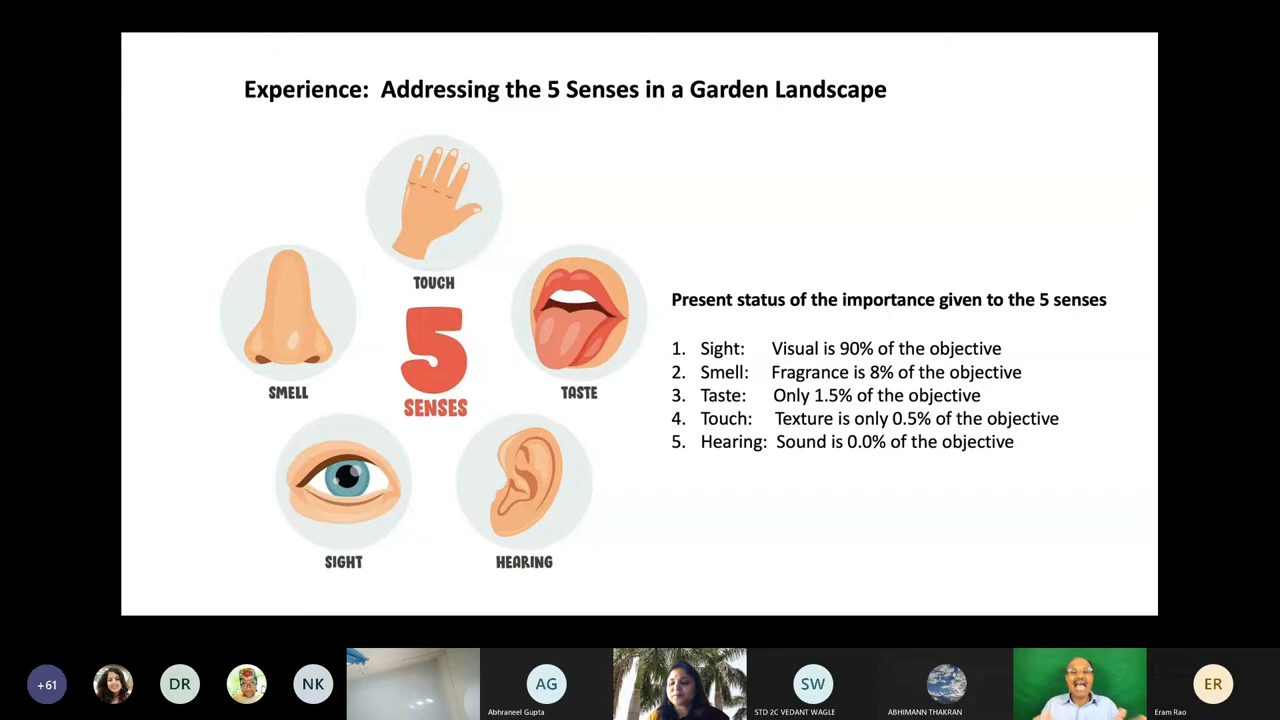 Experience: Addressing the 5 Senses in a Garden Landscape
TOUCH
SMELL
5
SENSES
TASTE
SIGHT
HEARING
Present status of the importance given to the 5 senses
1. Sight: Visual is 90% of the objective
2. Smell: Fragrance is 8% of the objective
3. Taste: Only 1.5% of the objective
4. Touch: Texture is only 0.5% of the objective
5. Hearing: Sound is 0.0% of the objective
+61
DR
NK
AG
Abhraneel Gupta
SW
STD 2C VEDANT WAGLE
ABHIMANN THAKRAN
ER
Eram Rao